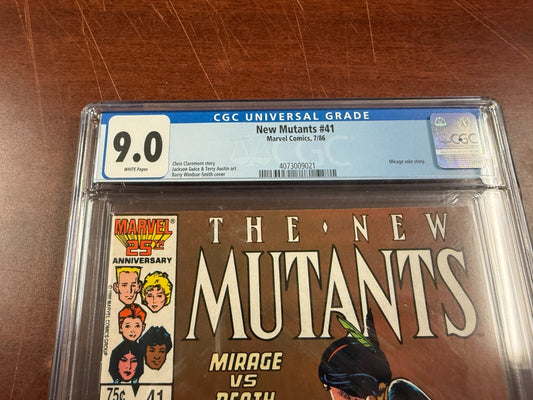 CGC UNIVERSAL GRADE
9.0
WHITE Pages
New Mutants #41
Marvel Comics, 7/86
Chris Claremont story
Jackson Guice & Terry Austin art
Barry Windsor-Smith cover
4073009021
Mirage solo story.
CGC
MARVEL
25TH
ANNIVERSARY
THE • NEW
MUTANTS
MIRAGE
VS
DEATH
75¢
41